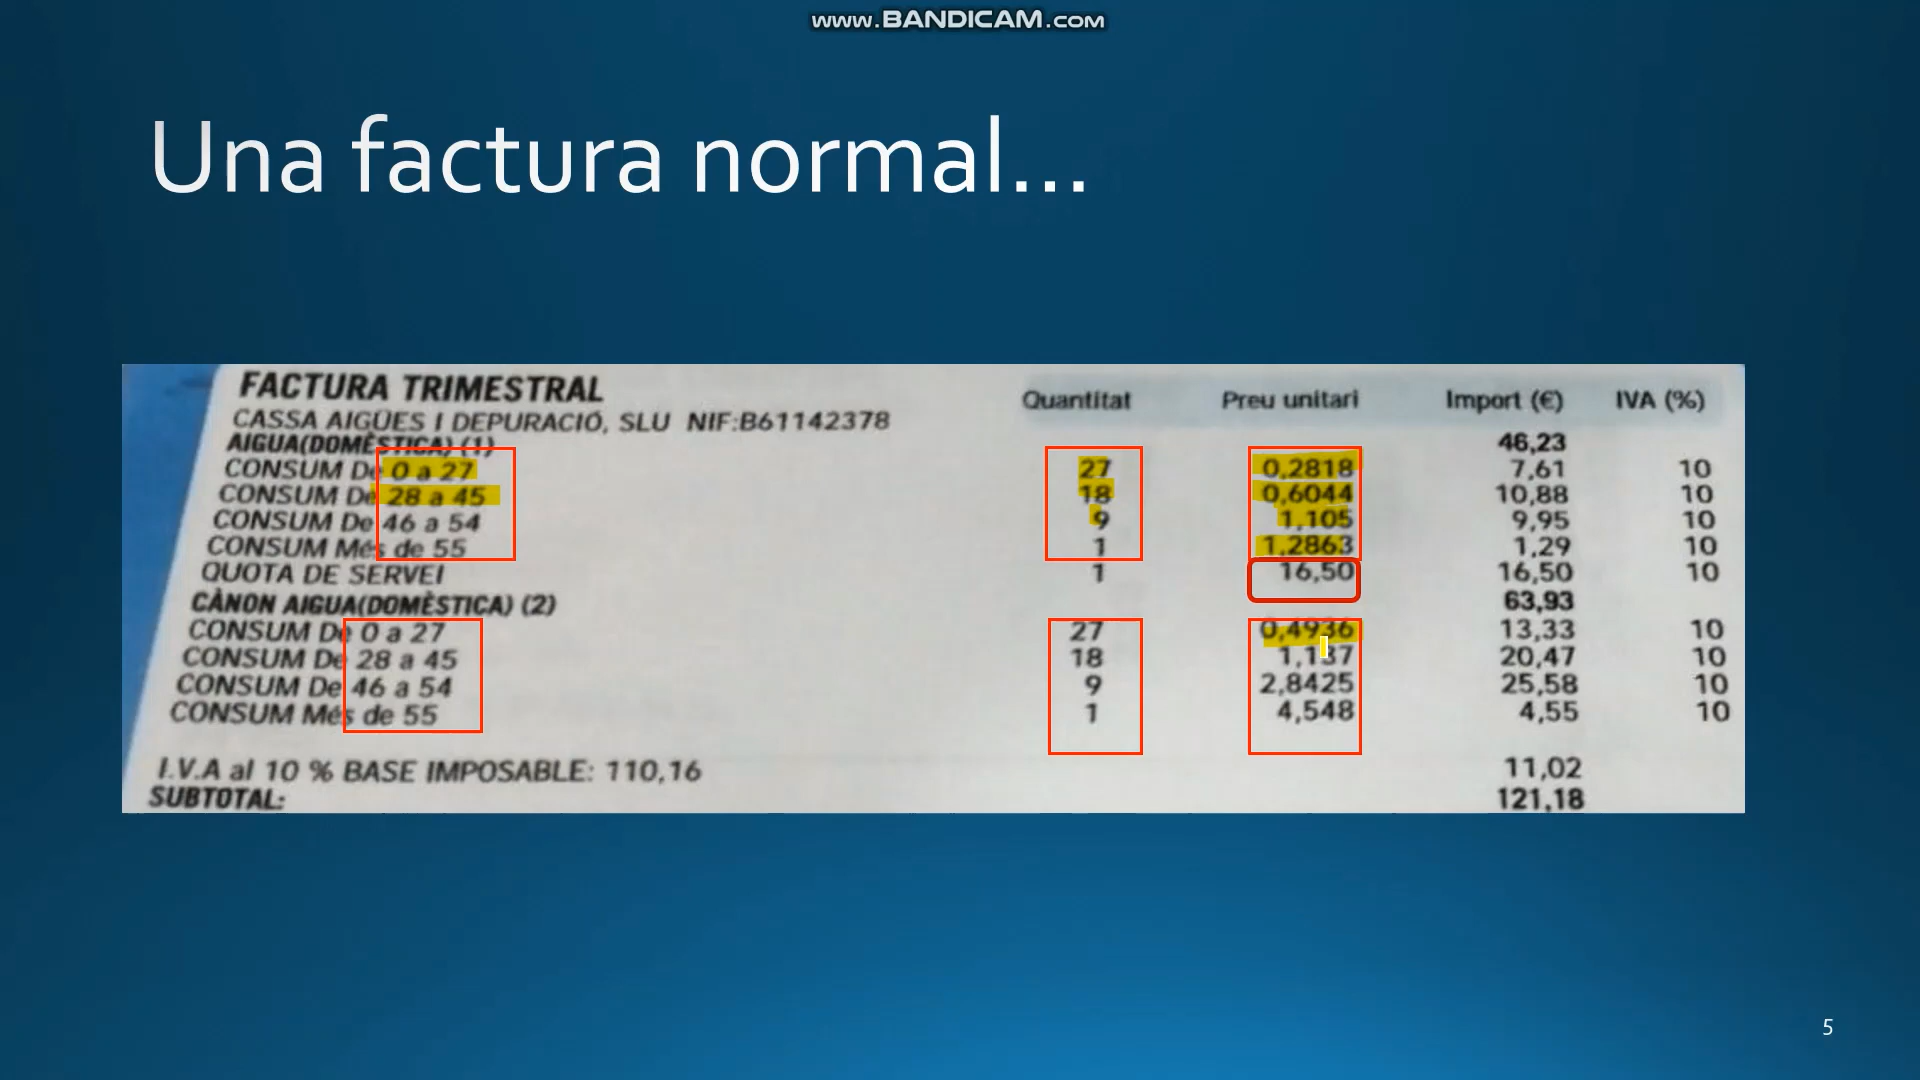 www.BANDICAM.com
Una factura normal...
FACTURA TRIMESTRAL
Quantitat Preu unitari Import (€) IVA (%)
CASSA AIGÜES I DEPURACIÓ, SLU NIF:B61142378
AIGUA(DOMÈSTICA) (1) 46,23
CONSUM De 0 a 27 27 0,2818 7,61 10
CONSUM De 28 a 45 18 0,6044 10,88 10
CONSUM De 46 a 54 9 1,105 9,95 10
CONSUM Més de 55 1 1,2863 1,29 10
QUOTA DE SERVEI 1 16,50 16,50 10
CÀNON AIGUA(DOMÈSTICA) (2) 63,93
CONSUM De 0 a 27 27 0,4936 13,33 10
CONSUM De 28 a 45 18 1,137 20,47 10
CONSUM De 46 a 54 9 2,8425 25,58 10
CONSUM Més de 55 1 4,548 4,55 10
I.V.A al 10 % BASE IMPOSABLE: 110,16 11,02
SUBTOTAL: 121,18
5